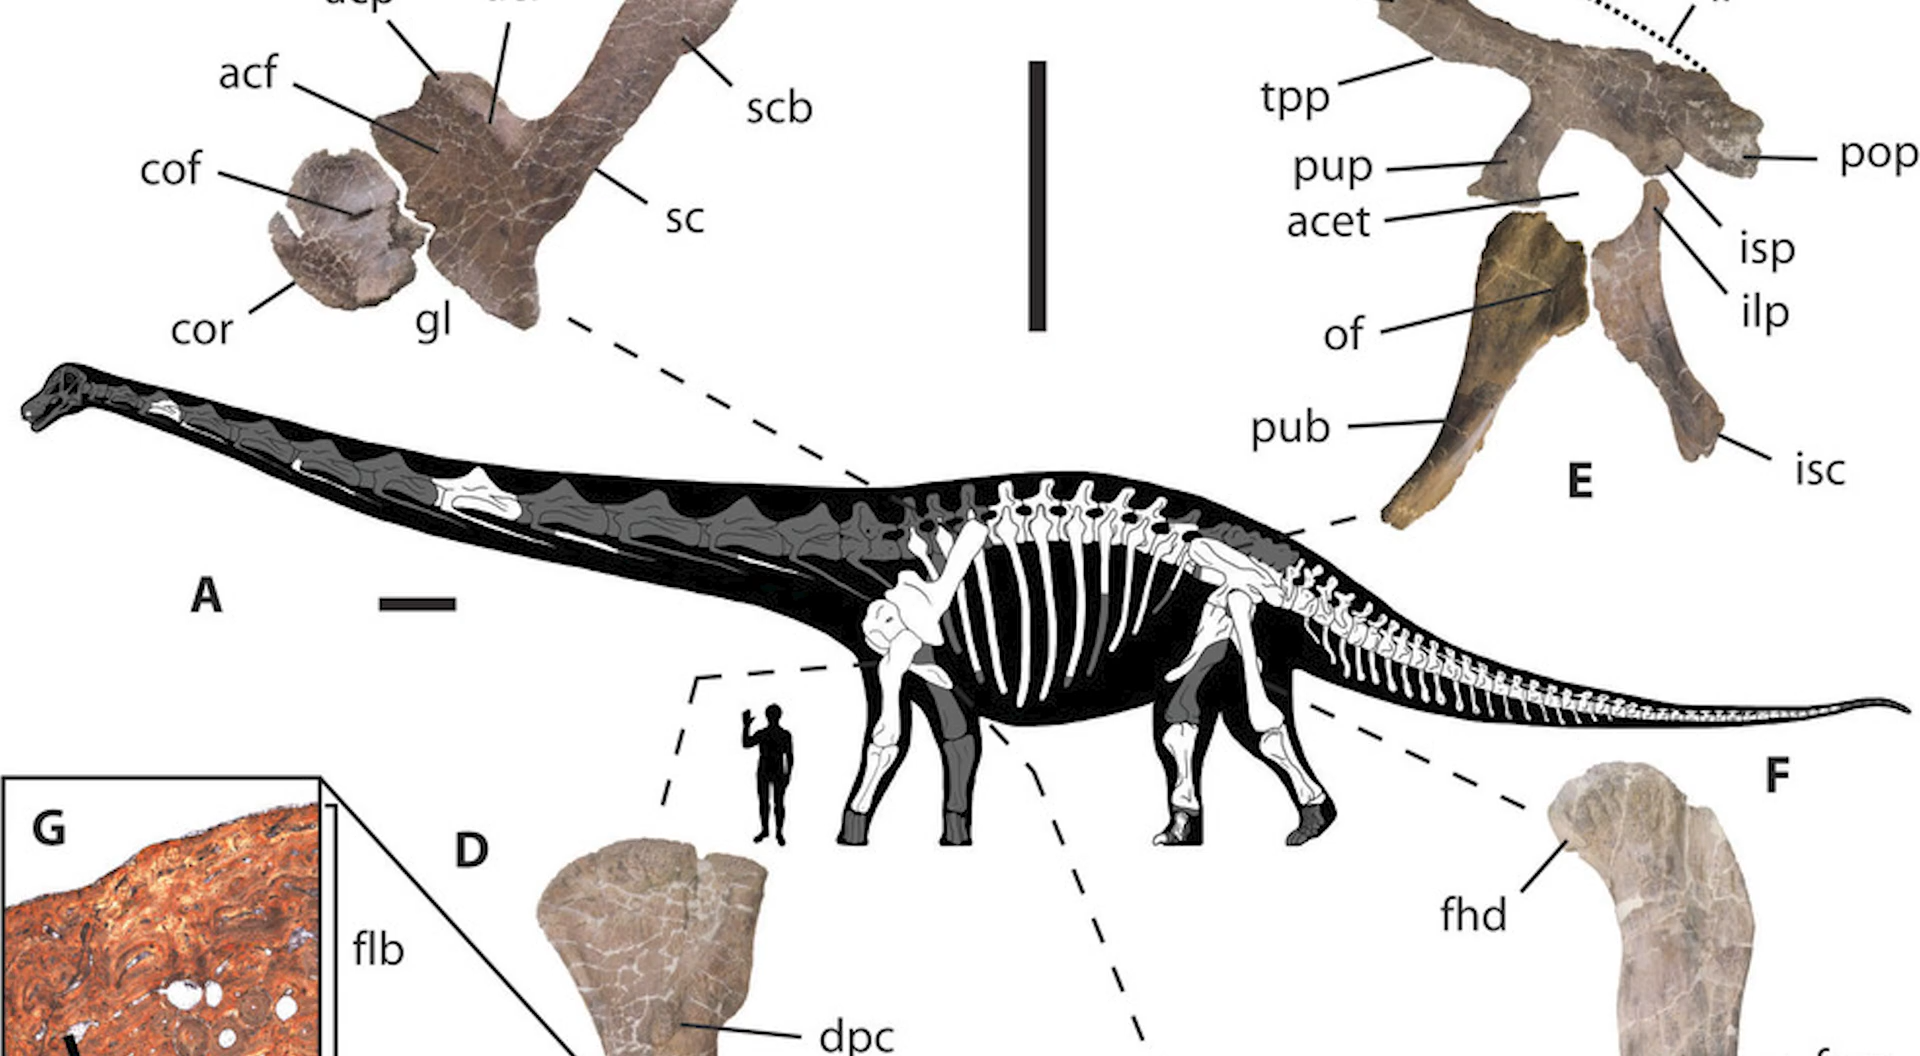 acf
scb
tpp
cof
pup
pop
sc
acet
isp
ilp
cor
gl
of
pub
E
isc
A
F
G
D
fhd
flb
dpc